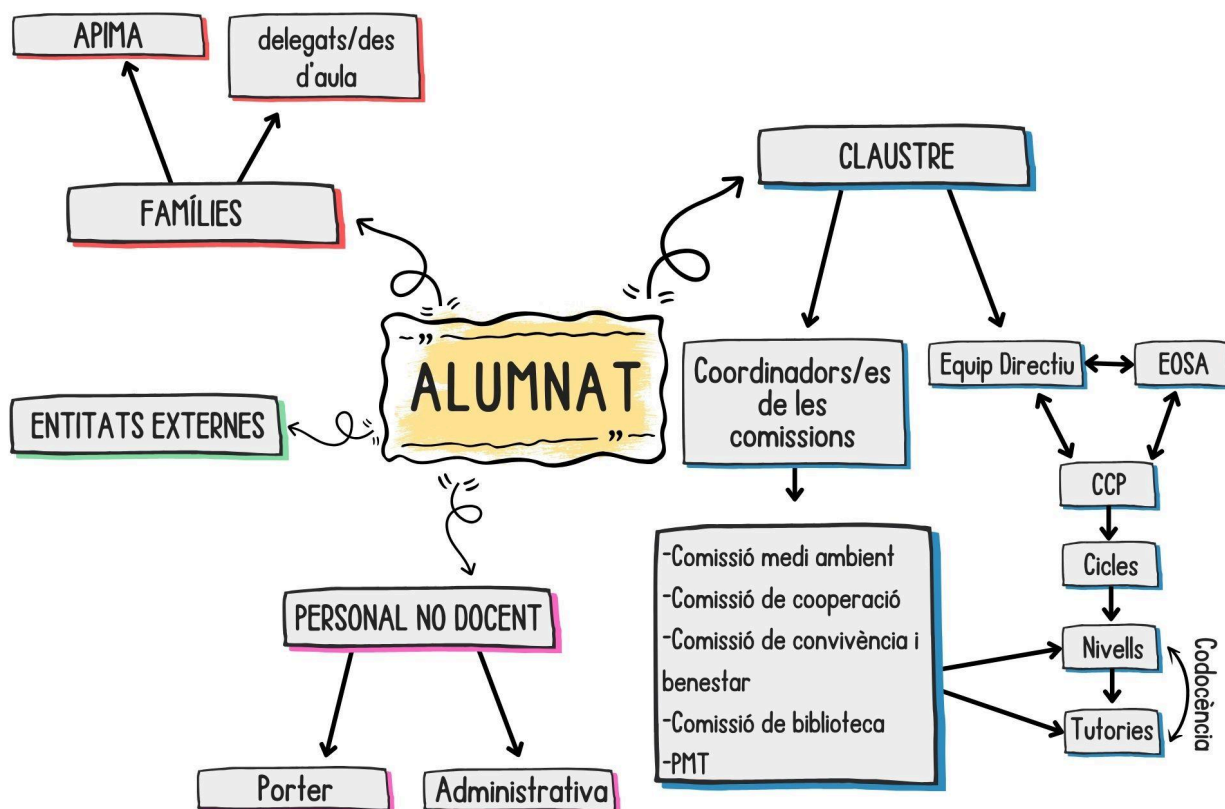 APIMA
delegats/des
d'aula
FAMÍLIES
CLAUSTRE
ALUMNAT
ENTITATS EXTERNES
Coordinadors/es
de les
comissions
Equip Directiu
EOSA
CCP
Cicles
Nivells
Tutories
Codocència
-Comissió medi ambient
-Comissió de cooperació
-Comissió de convivència i
benestar
-Comissió de biblioteca
-PMT
PERSONAL NO DOCENT
Porter
Administrativa